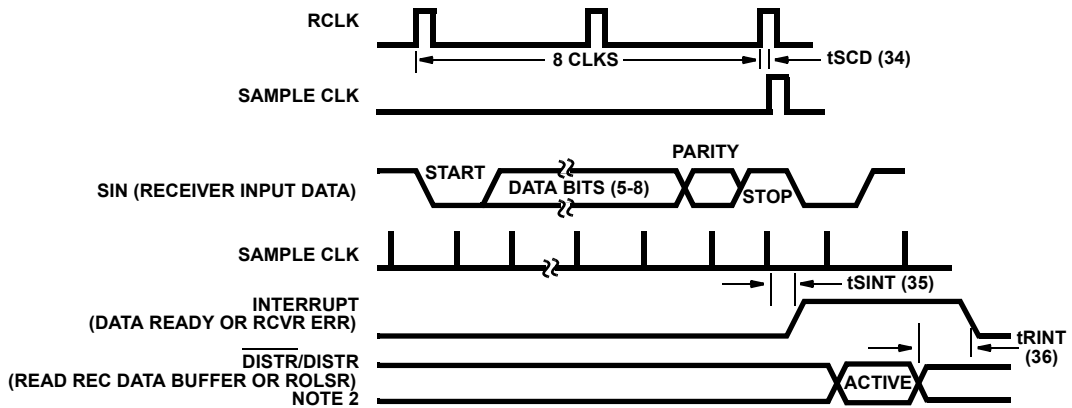 RCLK
8 CLKS
tSCD (34)
SAMPLE CLK
PARITY
START
SIN (RECEIVER INPUT DATA)
DATA BITS (5-8)
STOP
SAMPLE CLK
tSINT (35)
INTERRUPT
(DATA READY OR RCVR ERR)
tRINT
(36)
DISTR/DISTR
(READ REC DATA BUFFER OR ROLSR)
ACTIVE
NOTE 2